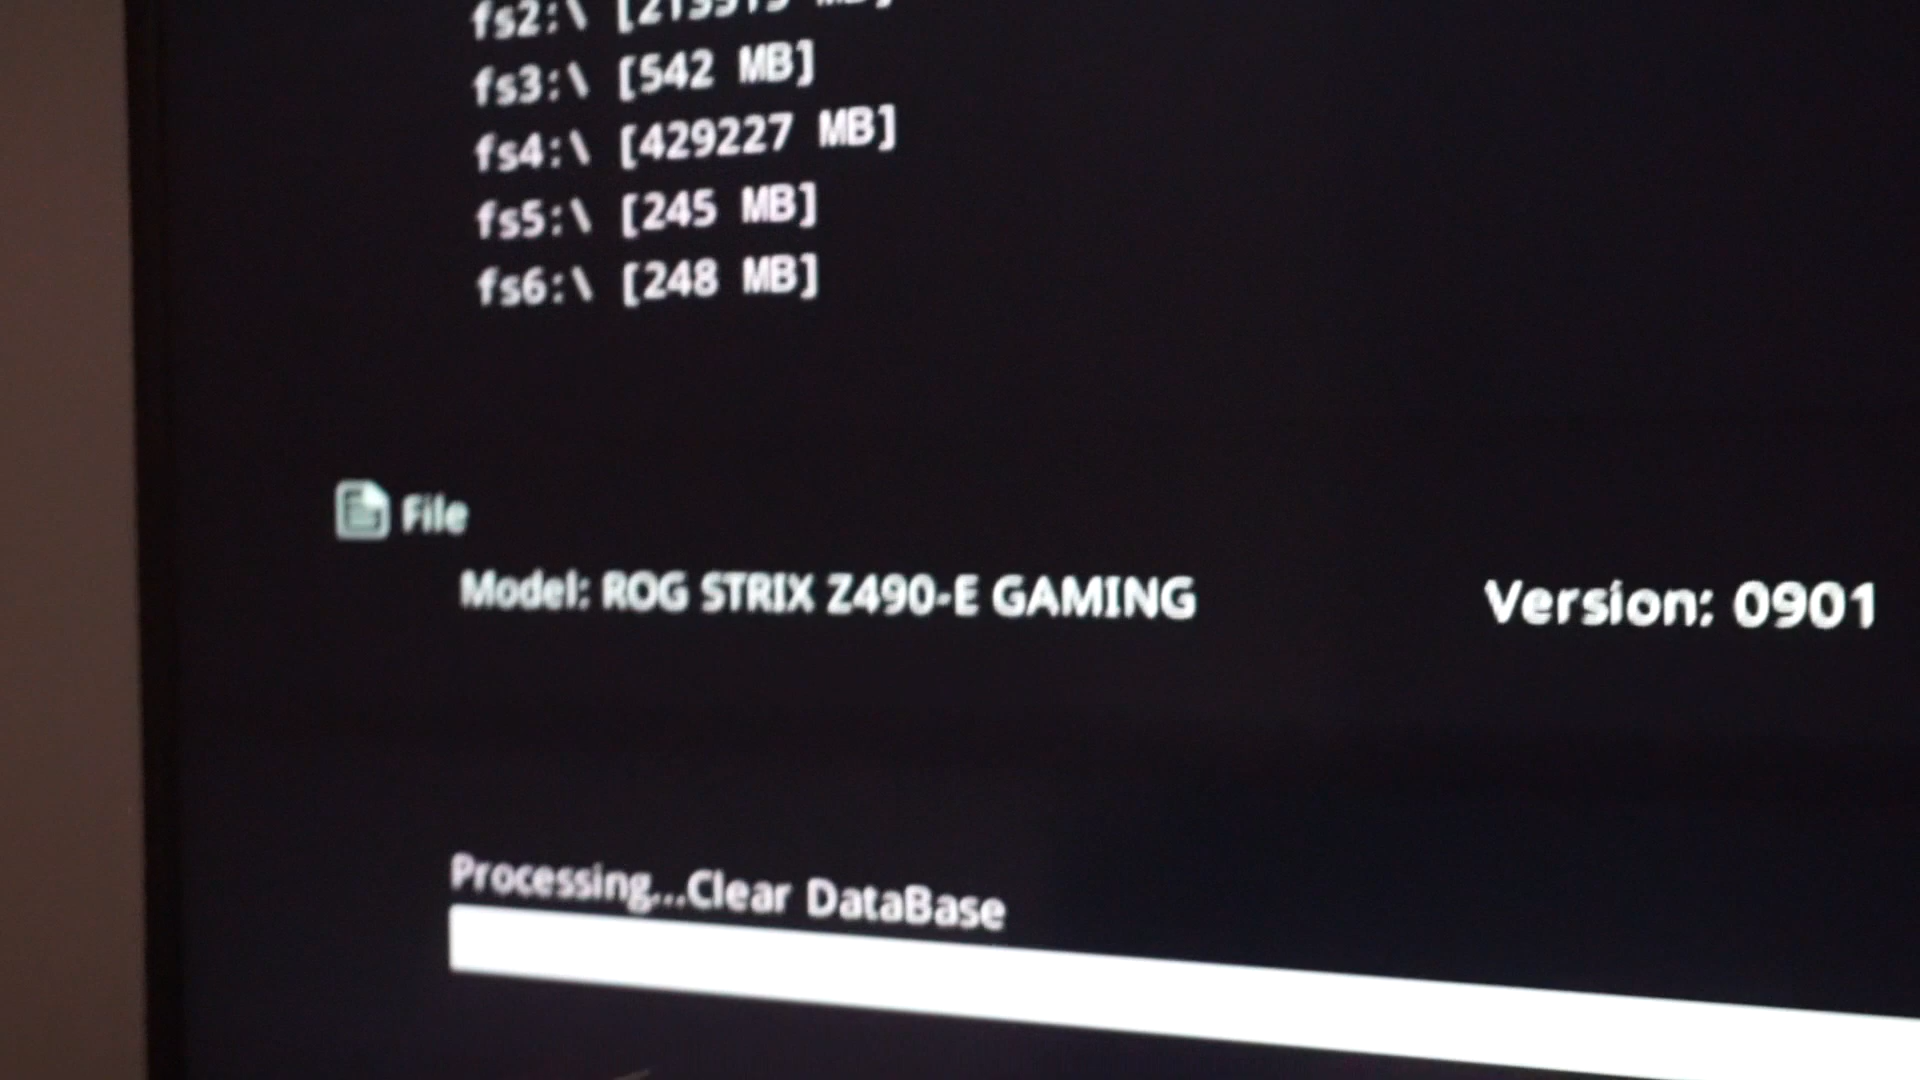 fs2:\
fs3:\ [542 MB]
fs4:\ [429227 MB]
fs5:\ [245 MB]
fs6:\ [248 MB]
File
Model: ROG STRIX Z490-E GAMING
Version: 0901
Processing...Clear DataBase